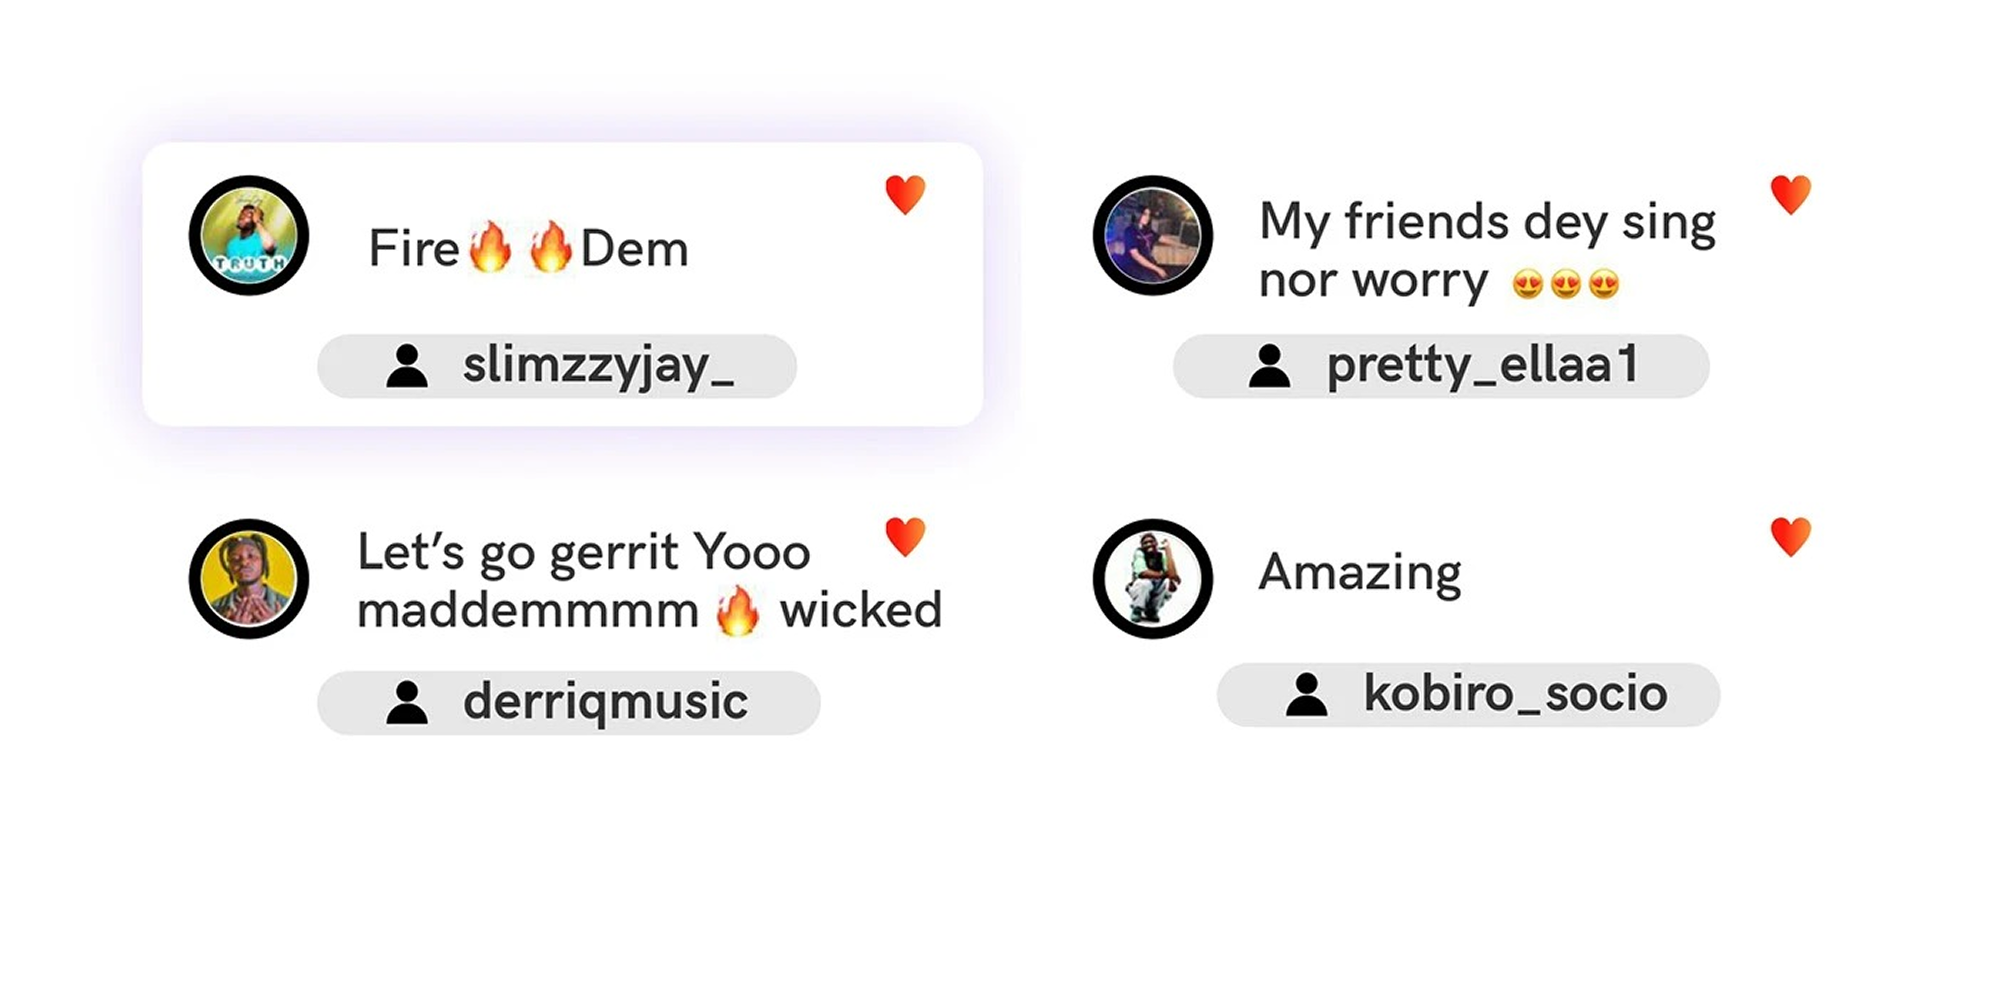 Fire🔥🔥Dem
TRUTH
slimzzyjay_
My friends dey sing
nor worry 😍😍😍
pretty_ellaa1
Let’s go gerrit Yooo
maddemmmm 🔥 wicked
derriqmusic
Amazing
kobiro_socio